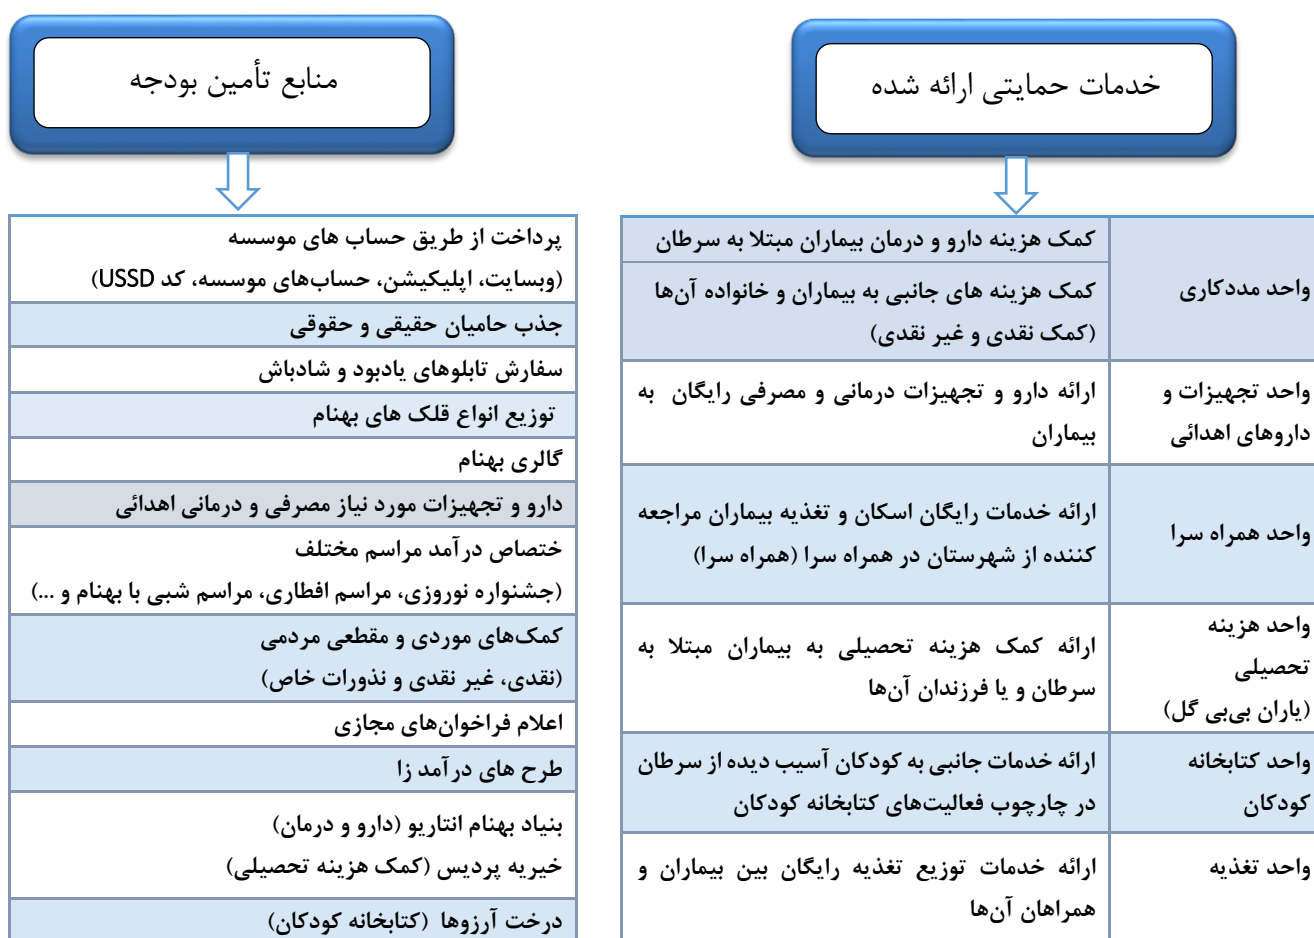 خدمات حمایتی ارائه شده
واحد مددکاری
کمک هزینه دارو و درمان بیماران مبتلا به سرطان
کمک هزینه های جانبی به بیماران و خانواده آن‌ها
(کمک نقدی و غیر نقدی)
واحد تجهیزات و
داروهای اهدائی
ارائه دارو و تجهیزات درمانی و مصرفی رایگان به
بیماران
واحد همراه سرا
ارائه خدمات رایگان اسکان و تغذیه بیماران مراجعه
کننده از شهرستان در همراه سرا (همراه سرا)
واحد هزینه
تحصیلی
(یاران بی‌بی گل)
ارائه کمک هزینه تحصیلی به بیماران مبتلا به
سرطان و یا فرزندان آن‌ها
واحد کتابخانه
کودکان
ارائه خدمات جانبی به کودکان آسیب دیده از سرطان
در چارچوب فعالیت‌های کتابخانه کودکان
واحد تغذیه
ارائه خدمات توزیع تغذیه رایگان بین بیماران و
همراهان آن‌ها
منابع تأمین بودجه
پرداخت از طریق حساب های موسسه
(وبسایت، اپلیکیشن، حساب‌های موسسه، کد USSD)
جذب حامیان حقیقی و حقوقی
سفارش تابلوهای یادبود و شادباش
توزیع انواع قلک های بهنام
گالری بهنام
دارو و تجهیزات مورد نیاز مصرفی و درمانی اهدائی
ختصاص درآمد مراسم مختلف
(جشنواره نوروزی، مراسم افطاری، مراسم شبی با بهنام و ...)
کمک‌های موردی و مقطعی مردمی
(نقدی، غیر نقدی و نذورات خاص)
اعلام فراخوان‌های مجازی
طرح های درآمد زا
بنیاد بهنام انتاریو (دارو و درمان)
خیریه پردیس (کمک هزینه تحصیلی)
درخت آرزوها (کتابخانه کودکان)